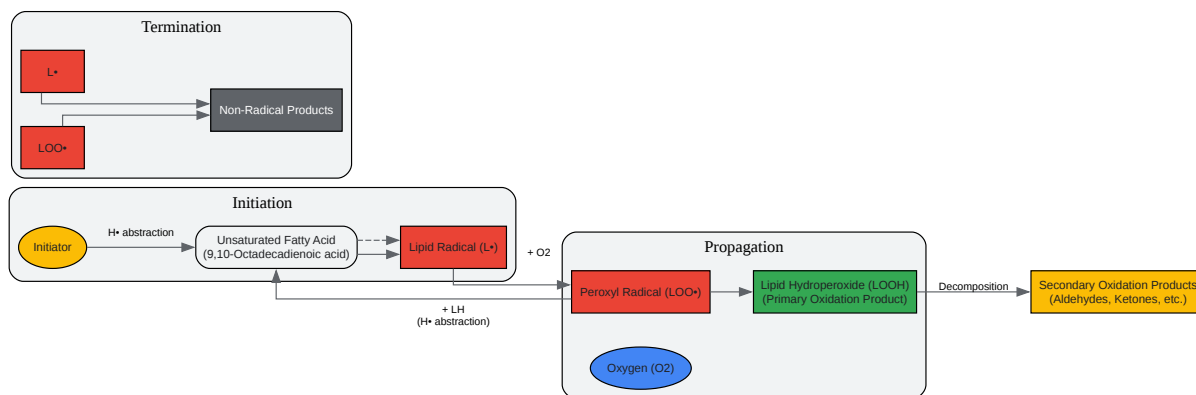 Termination
L•
Non-Radical Products
LOO•
Initiation
Initiator
H• abstraction
Unsaturated Fatty Acid
(9,10-Octadecadienoic acid)
Lipid Radical (L•)
+ O2
+ LH
(H• abstraction)
Propagation
Peroxyl Radical (LOO•)
Lipid Hydroperoxide (LOOH)
(Primary Oxidation Product)
Oxygen (O2)
Decomposition
Secondary Oxidation Products
(Aldehydes, Ketones, etc.)